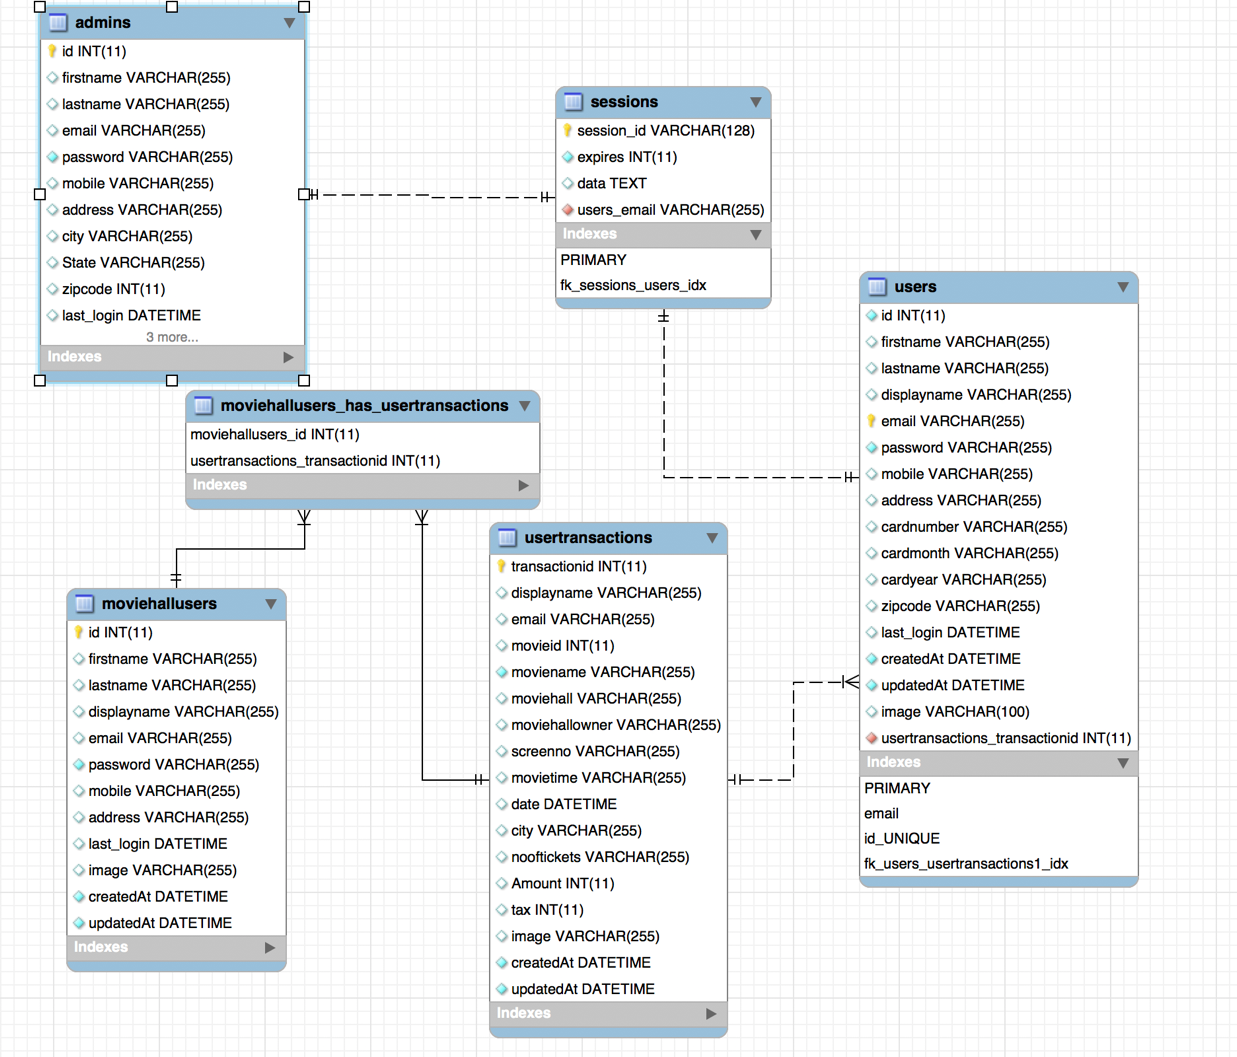 admins
id INT(11)
firstname VARCHAR(255)
lastname VARCHAR(255)
email VARCHAR(255)
password VARCHAR(255)
mobile VARCHAR(255)
address VARCHAR(255)
city VARCHAR(255)
State VARCHAR(255)
zipcode INT(11)
last_login DATETIME
3 more...
Indexes
sessions
session_id VARCHAR(128)
expires INT(11)
data TEXT
users_email VARCHAR(255)
Indexes
PRIMARY
fk_sessions_users_idx
users
id INT(11)
firstname VARCHAR(255)
lastname VARCHAR(255)
displayname VARCHAR(255)
email VARCHAR(255)
password VARCHAR(255)
mobile VARCHAR(255)
address VARCHAR(255)
cardnumber VARCHAR(255)
cardmonth VARCHAR(255)
cardyear VARCHAR(255)
zipcode VARCHAR(255)
last_login DATETIME
createdAt DATETIME
updatedAt DATETIME
image VARCHAR(100)
usertransactions_transactionid INT(11)
Indexes
PRIMARY
email
id_UNIQUE
fk_users_usertransactions1_idx
moviehallusers_has_usertransactions
moviehallusers_id INT(11)
usertransactions_transactionid INT(11)
Indexes
usertransactions
transactionid INT(11)
displayname VARCHAR(255)
email VARCHAR(255)
movieid INT(11)
moviename VARCHAR(255)
moviehall VARCHAR(255)
moviehallowner VARCHAR(255)
screenno VARCHAR(255)
movietime VARCHAR(255)
date DATETIME
city VARCHAR(255)
nooftickets VARCHAR(255)
Amount INT(11)
tax INT(11)
image VARCHAR(255)
createdAt DATETIME
updatedAt DATETIME
Indexes
moviehallusers
id INT(11)
firstname VARCHAR(255)
lastname VARCHAR(255)
displayname VARCHAR(255)
email VARCHAR(255)
password VARCHAR(255)
mobile VARCHAR(255)
address VARCHAR(255)
last_login DATETIME
image VARCHAR(255)
createdAt DATETIME
updatedAt DATETIME
Indexes